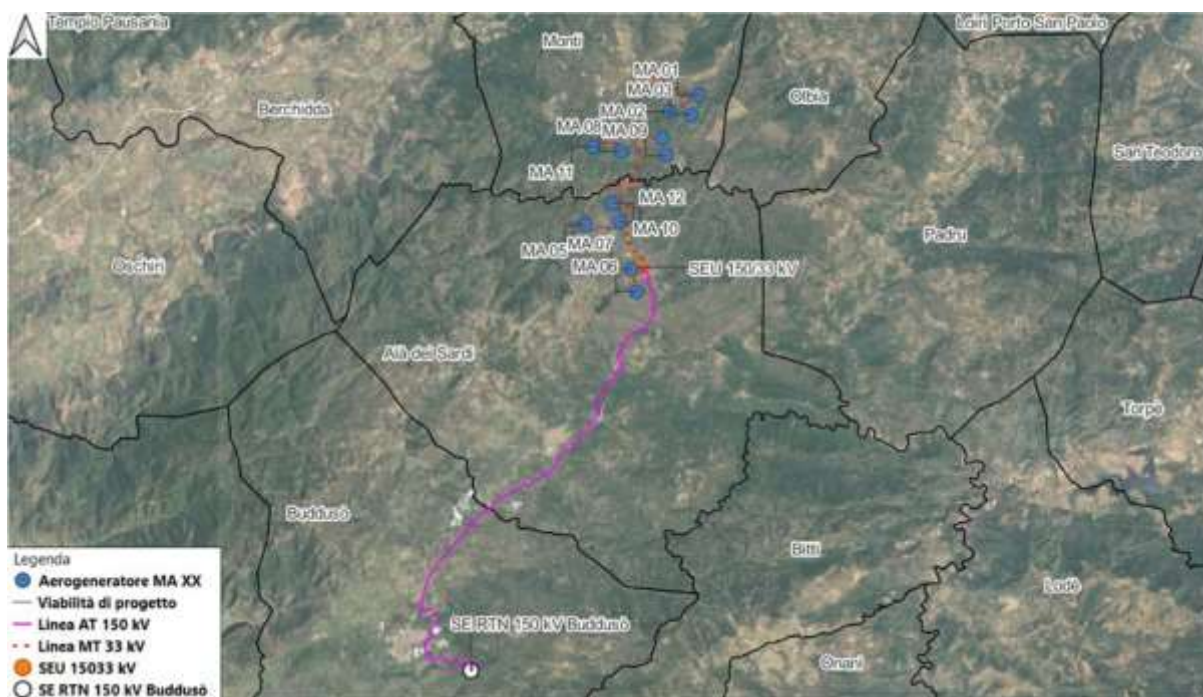 Tempio Pausania
Monti
Loiri Porto San Paolo
MA 01
Berchidda
MA 03
Olbia
MA 02
MA 08
MA 09
San Teodoro
MA 11
MA 12
Padru
MA 10
MA 07
MA 05
Oschiri
MA 06
SEU 150/33 kV
Alà dei Sardi
Torpè
Buddusò
Bitti
Lodè
SE RTN 150 kV Buddusò
Onanì
Legenda
Aerogeneratore MA XX
Viabilità di progetto
Linea AT 150 kV
Linea MT 33 kV
SEU 15033 kV
SE RTN 150 kV Buddusò